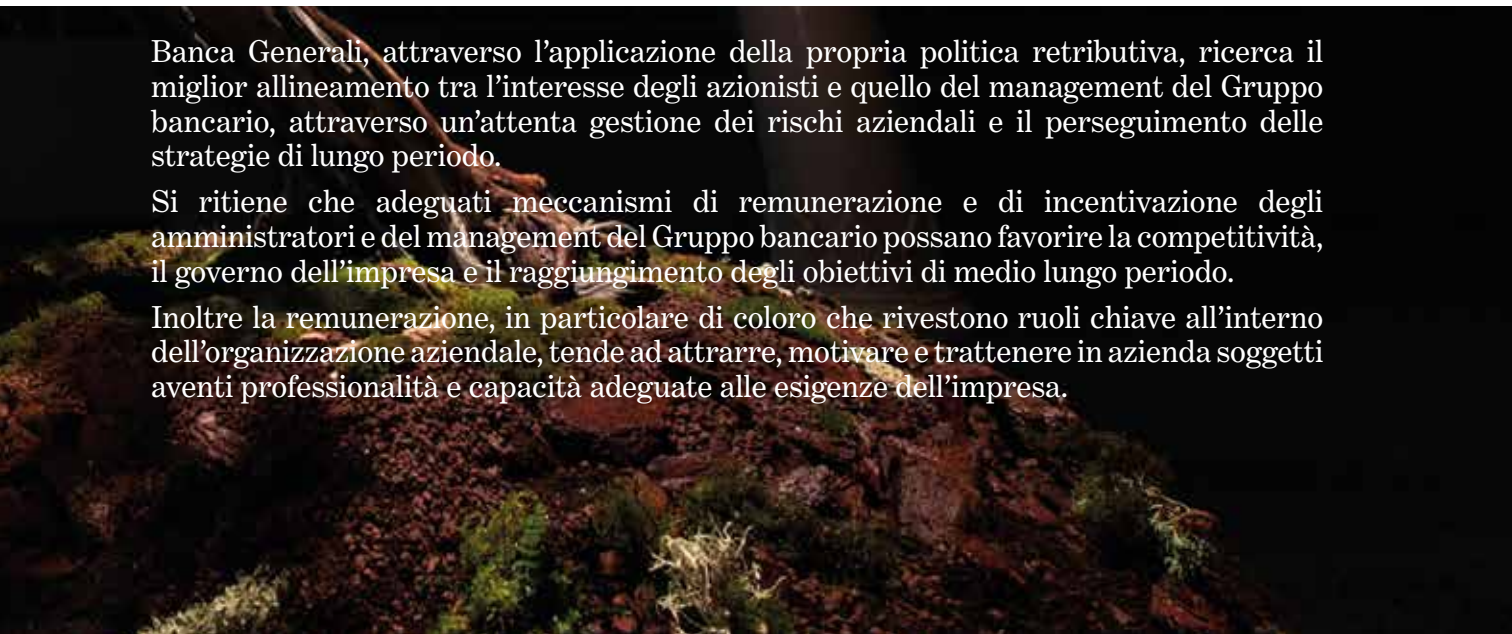 Banca Generali, attraverso l’applicazione della propria politica retributiva, ricerca il
miglior allineamento tra l’interesse degli azionisti e quello del management del Gruppo
bancario, attraverso un’attenta gestione dei rischi aziendali e il perseguimento delle
strategie di lungo periodo.
Si ritiene che adeguati meccanismi di remunerazione e di incentivazione degli
amministratori e del management del Gruppo bancario possano favorire la competitività,
il governo dell’impresa e il raggiungimento degli obiettivi di medio lungo periodo.
Inoltre la remunerazione, in particolare di coloro che rivestono ruoli chiave all’interno
dell’organizzazione aziendale, tende ad attrarre, motivare e trattenere in azienda soggetti
aventi professionalità e capacità adeguate alle esigenze dell’impresa.